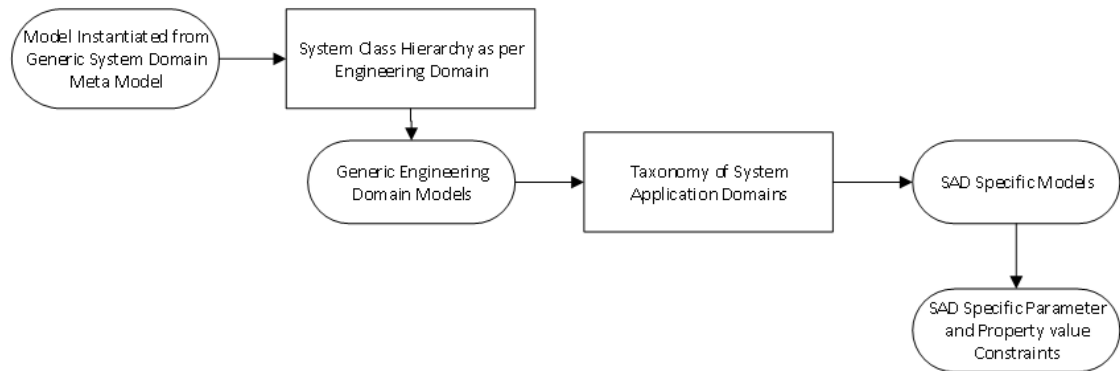 Model Instantiated from
Generic System Domain
Meta Model
System Class Hierarchy as per
Engineering Domain
Generic Engineering
Domain Models
Taxonomy of System
Application Domains
SAD Specific Models
SAD Specific Parameter
and Property value
Constraints